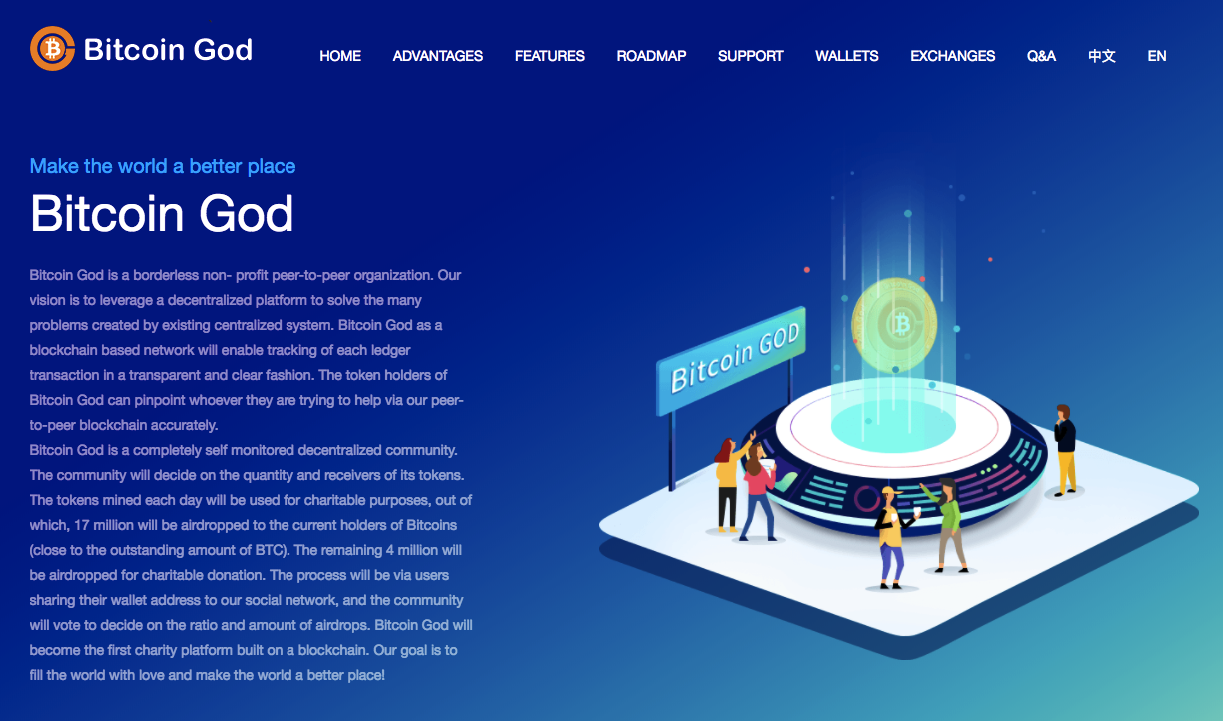 Bitcoin God
HOME ADVANTAGES FEATURES ROADMAP SUPPORT WALLETS EXCHANGES Q&A 中文 EN
Make the world a better place
Bitcoin God
Bitcoin God is a borderless non- profit peer-to-peer organization. Our
vision is to leverage a decentralized platform to solve the many
problems created by existing centralized system. Bitcoin God as a
blockchain based network will enable tracking of each ledger
transaction in a transparent and clear fashion. The token holders of
Bitcoin God can pinpoint whoever they are trying to help via our peer-
to-peer blockchain accurately.
Bitcoin God is a completely self monitored decentralized community.
The community will decide on the quantity and receivers of its tokens.
The tokens mined each day will be used for charitable purposes, out of
which, 17 million will be airdropped to the current holders of Bitcoins
(close to the outstanding amount of BTC). The remaining 4 million will
be airdropped for charitable donation. The process will be via users
sharing their wallet address to our social network, and the community
will vote to decide on the ratio and amount of airdrops. Bitcoin God will
become the first charity platform built on a blockchain. Our goal is to
fill the world with love and make the world a better place!
Bitcoin GOD